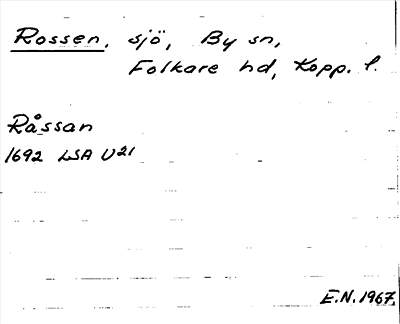 Rossen, sjö, By sn,
Folkare hd, Kopp. l.
Råssan
1692 LSA U21
E.N. 1967.